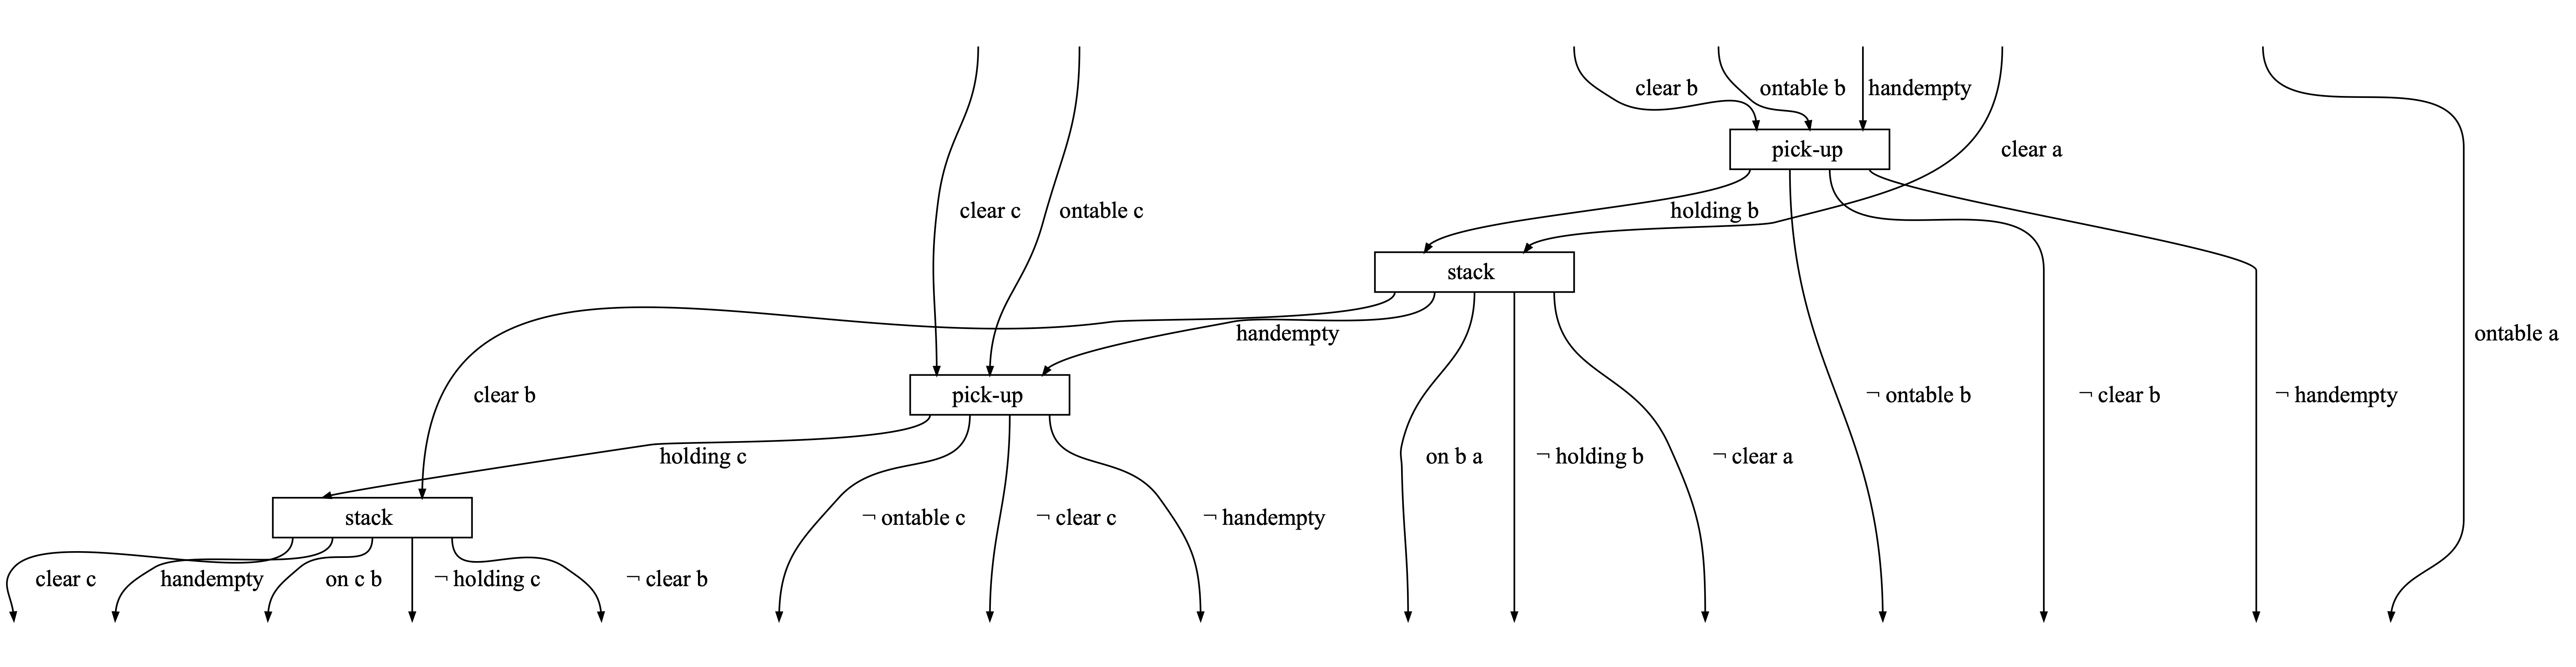 clear b
ontable b
handempty
pick-up
clear a
clear c
ontable c
holding b
stack
handempty
ontable a
clear b
pick-up
¬ ontable b
¬ clear b
¬ handempty
holding c
on b a
¬ holding b
¬ clear a
stack
¬ ontable c
¬ clear c
¬ handempty
clear c
handempty
on c b
¬ holding c
¬ clear b